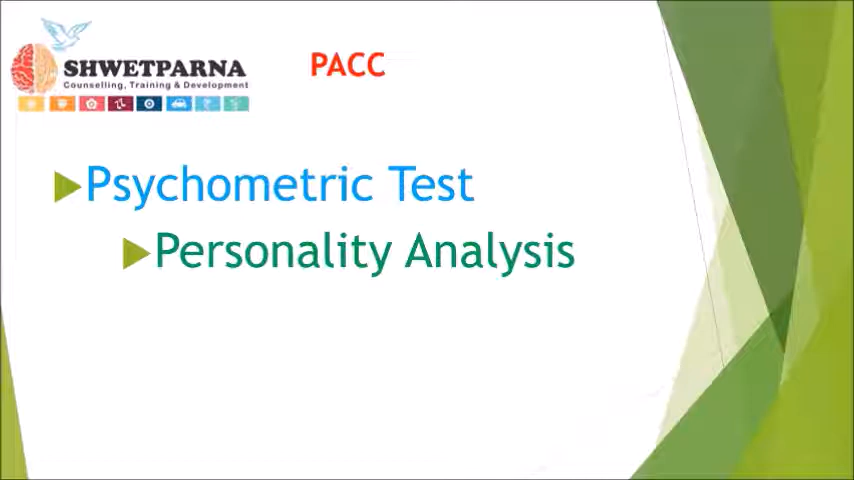 SHWETPARNA
Counselling, Training & Development
PACC
Psychometric Test
Personality Analysis